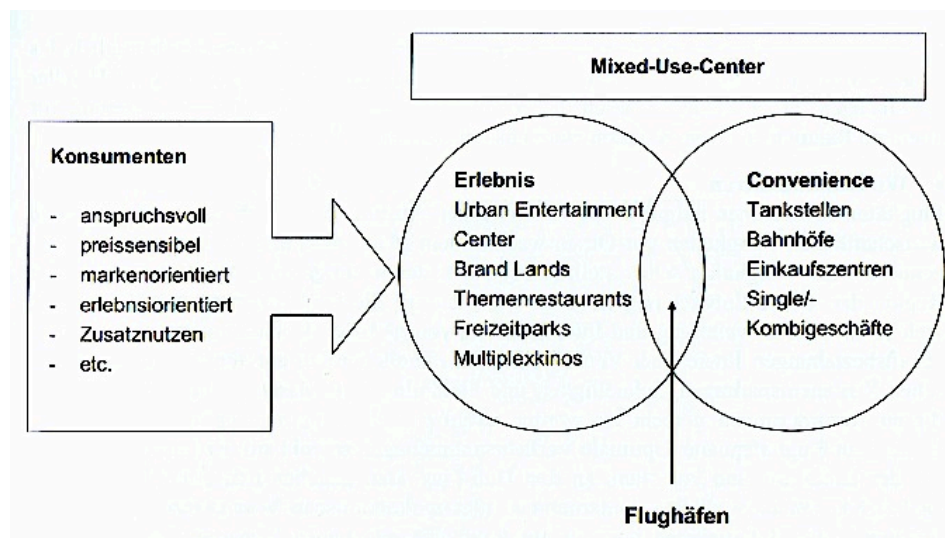 Mixed-Use-Center
Konsumenten
- anspruchsvoll
- preissensibel
- markenorientiert
- erlebnsiorientiert
- Zusatznutzen
- etc.
Erlebnis
Urban Entertainment
Center
Brand Lands
Themenrestaurants
Freizeitparks
Multiplexkinos
Convenience
Tankstellen
Bahnhöfe
Einkaufszentren
Single/-
Kombigeschäfte
Flughäfen